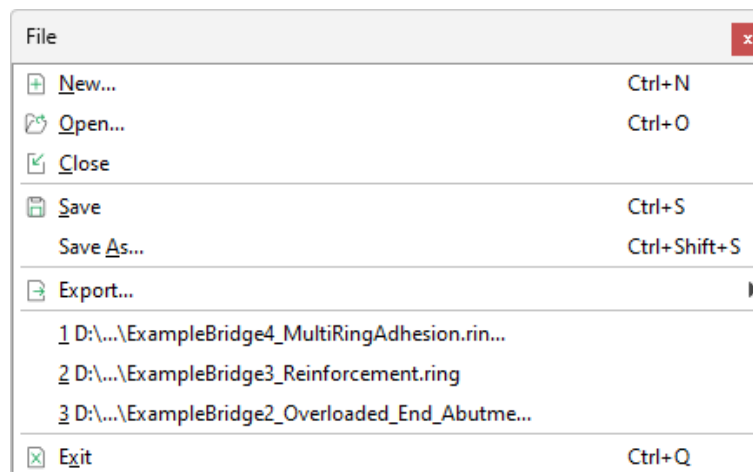 File x
New... Ctrl+N
Open... Ctrl+O
Close
Save Ctrl+S
Save As... Ctrl+Shift+S
Export...
1 D:\...\ExampleBridge4_MultiRingAdhesion.rin...
2 D:\...\ExampleBridge3_Reinforcement.ring
3 D:\...\ExampleBridge2_Overloaded_End_Abutme...
Exit Ctrl+Q